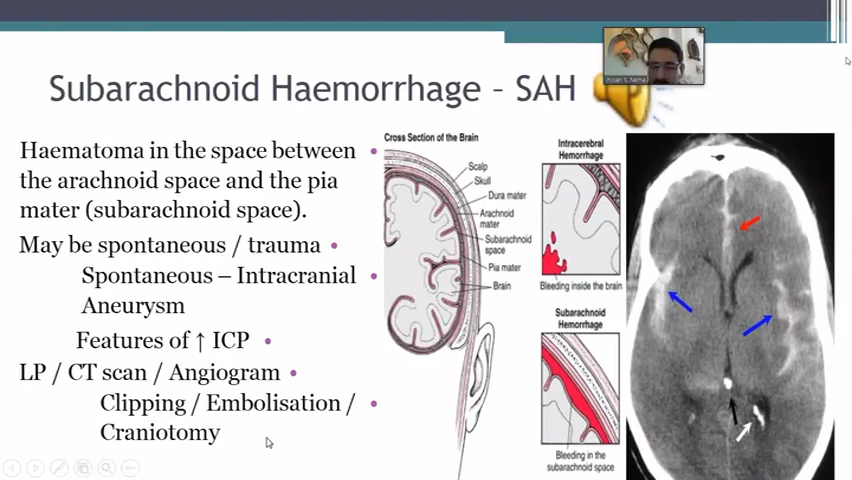 Subarachnoid Haemorrhage – SAH
Haematoma in the space between
the arachnoid space and the pia
mater (subarachnoid space).
May be spontaneous / trauma
Spontaneous – Intracranial
Aneurysm
Features of ↑ ICP
LP / CT scan / Angiogram
Clipping / Embolisation /
Craniotomy
Cross Section of the Brain
Scalp
Skull
Dura mater
Arachnoid
mater
Subarachnoid
space
Pia mater
Brain
Intracerebral
Hemorrhage
Bleeding inside the brain
Subarachnoid
Hemorrhage
Bleeding in the
subarachnoid space